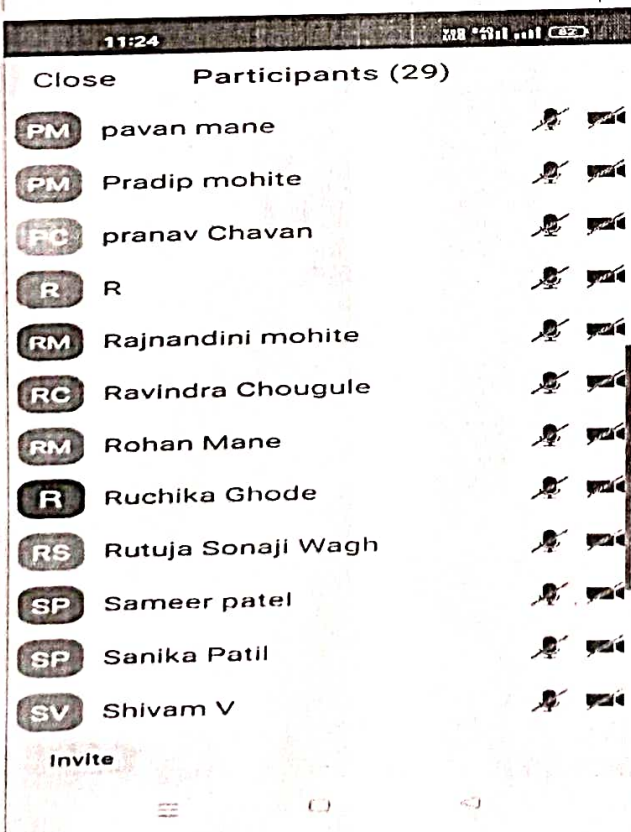 11:24 82
Close Participants (29)
PM pavan mane
PM Pradip mohite
PC pranav Chavan
R R
RM Rajnandini mohite
RC Ravindra Chougule
RM Rohan Mane
R Ruchika Ghode
RS Rutuja Sonaji Wagh
SP Sameer patel
SP Sanika Patil
SV Shivam V
Invite